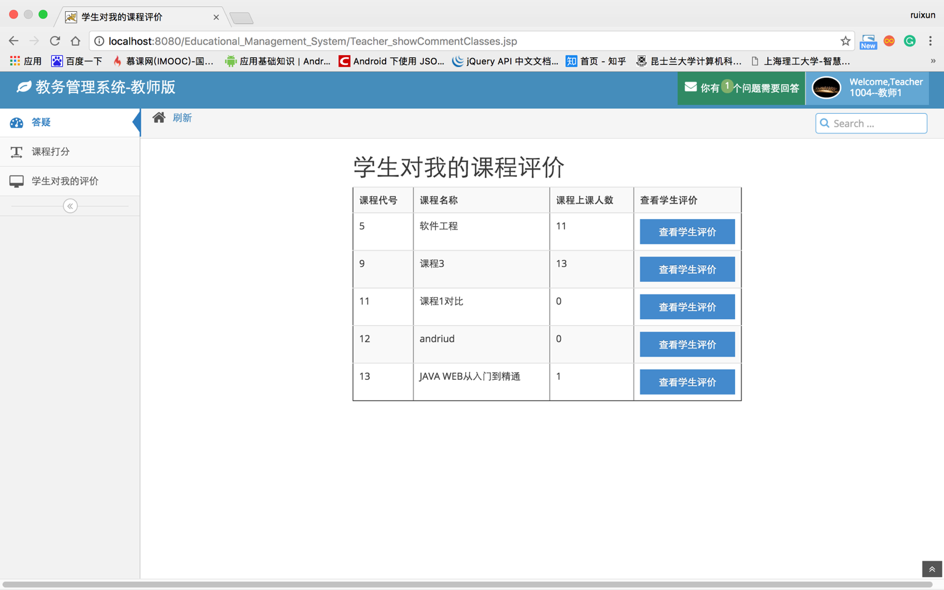 学生对我的课程评价
ruixun
localhost:8080/Educational_Management_System/Teacher_showCommentClasses.jsp
New
应用 百度一下 慕课网(IMOOC)-国... 应用基础知识 | Andr... Android 下使用 JSO... jQuery API 中文文档... 首页 - 知乎 昆士兰大学计算机科... 上海理工大学-智慧... »
教务管理系统-教师版
你有 1 个问题需要回答
Welcome,Teacher
1004--教师1
答疑
刷新
Search ...
课程打分
学生对我的评价
学生对我的课程评价
课程代号 课程名称 课程上课人数 查看学生评价
5 软件工程 11 查看学生评价
9 课程3 13 查看学生评价
11 课程1对比 0 查看学生评价
12 andriud 0 查看学生评价
13 JAVA WEB从入门到精通 1 查看学生评价